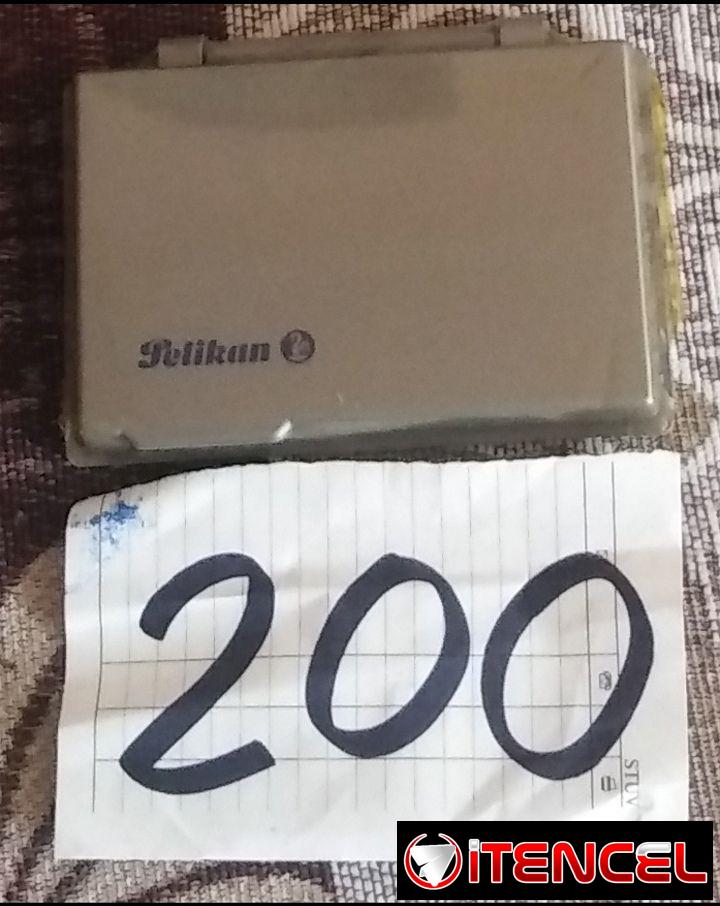 Pelikan
200
STUV
iTENCEL